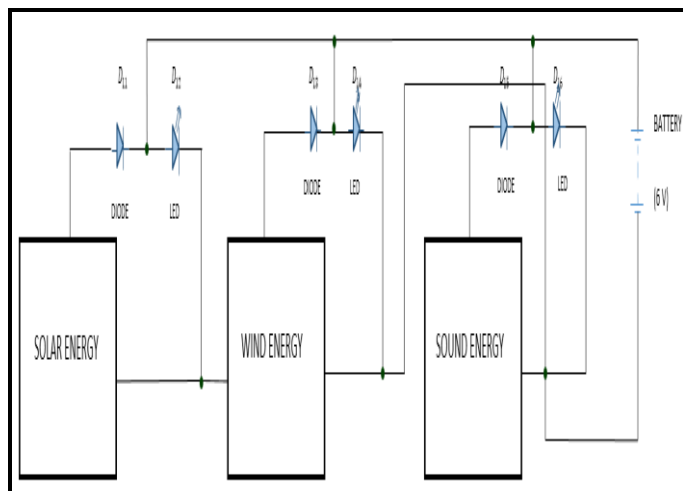 D11
D12
D13
D14
D15
D16
BATTERY
(6 V)
DIODE
LED
DIODE
LED
DIODE
LED
SOLAR ENERGY
WIND ENERGY
SOUND ENERGY